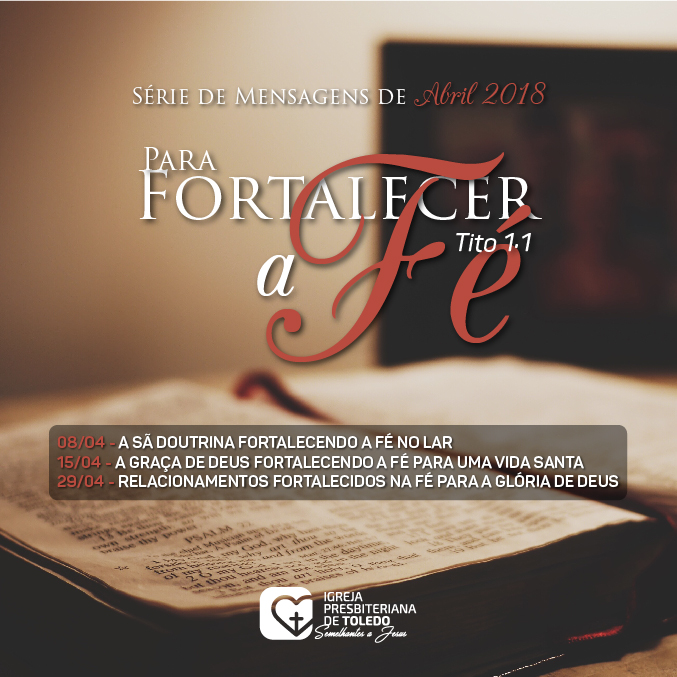 Série de Mensagens de Abril 2018
Para
Fortalecer
a Fé
Tito 1.1
08/04 - A SÃ DOUTRINA FORTALECENDO A FÉ NO LAR
15/04 - A GRAÇA DE DEUS FORTALECENDO A FÉ PARA UMA VIDA SANTA
29/04 - RELACIONAMENTOS FORTALECIDOS NA FÉ PARA A GLÓRIA DE DEUS
PSALM 22
IGREJA
PRESBITERIANA
DE TOLEDO
Semelhantes a Jesus